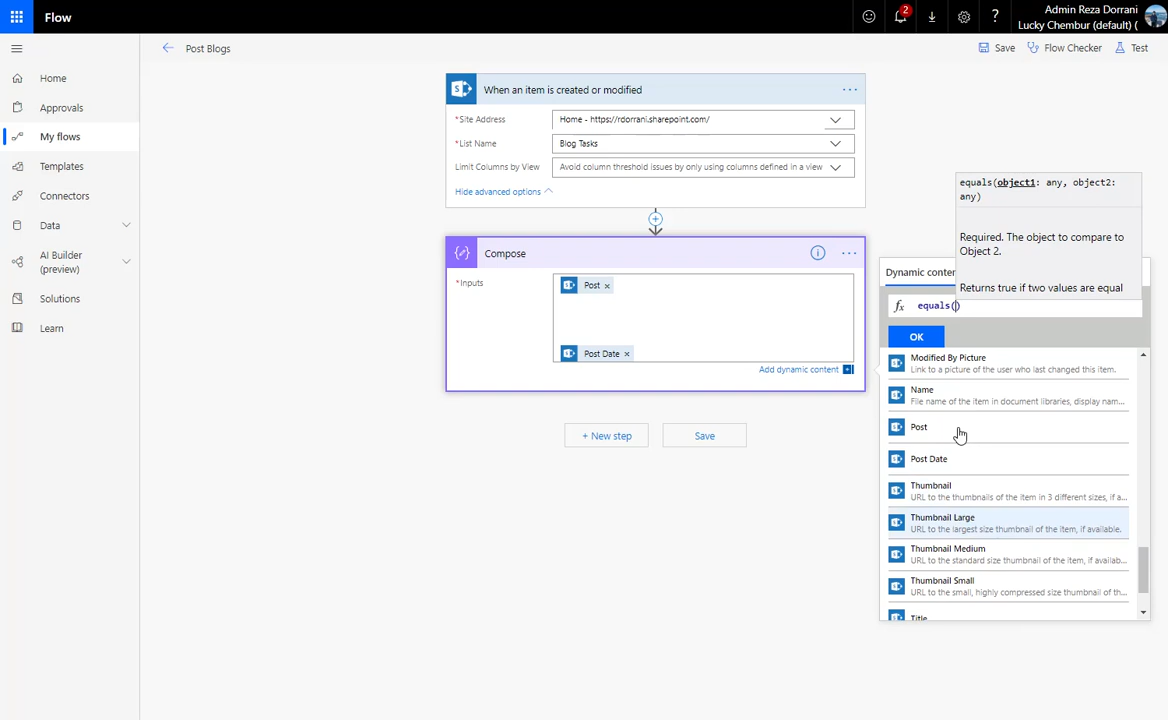 Flow
2
Admin Reza Dorrani
Lucky Chembur (default) (
Post Blogs
Save
Flow Checker
Test
Home
Approvals
My flows
Templates
Connectors
Data
AI Builder
(preview)
Solutions
Learn
When an item is created or modified
*Site Address
Home - https://rdorrani.sharepoint.com/
*List Name
Blog Tasks
Limit Columns by View
Avoid column threshold issues by only using columns defined in a view
Hide advanced options
Compose
*Inputs
Post ×
Post Date ×
Add dynamic content
+ New step
Save
equals(object1: any, object2:
any)
Required. The object to compare to
Object 2.
Returns true if two values are equal
Dynamic conten
fx equals()
OK
Modified By Picture
Link to a picture of the user who last changed this item.
Name
File name of the item in document libraries, display nam...
Post
Post Date
Thumbnail
URL to the thumbnails of the item in 3 different sizes, if a...
Thumbnail Large
URL to the largest size thumbnail of the item, if available.
Thumbnail Medium
URL to the standard size thumbnail of the item, if availab...
Thumbnail Small
URL to the small, highly compressed size thumbnail of th...
Title